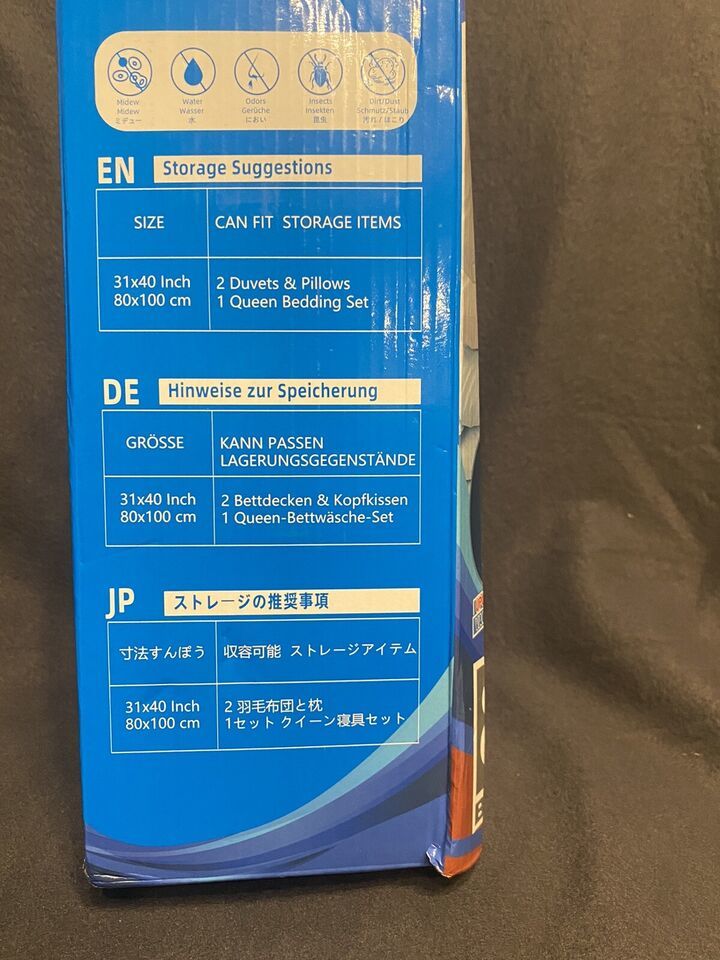 Midew Water Odors Insects Dirt/Dust
Midew Wasser Gerüche Insekten Schmutz/Staub
ミデュー 水 におい 昆虫 汚れ / ほこり
EN Storage Suggestions
SIZE CAN FIT STORAGE ITEMS
31x40 Inch 2 Duvets & Pillows
80x100 cm 1 Queen Bedding Set
DE Hinweise zur Speicherung
GRÖSSE KANN PASSEN
LAGERUNGSGEGENSTÄNDE
31x40 Inch 2 Bettdecken & Kopfkissen
80x100 cm 1 Queen-Bettwäsche-Set
JP ストレージの推奨事項
寸法すんぽう 収容可能 ストレージアイテム
31x40 Inch 2 羽毛布団と枕
80x100 cm 1セット クイーン寝具セット